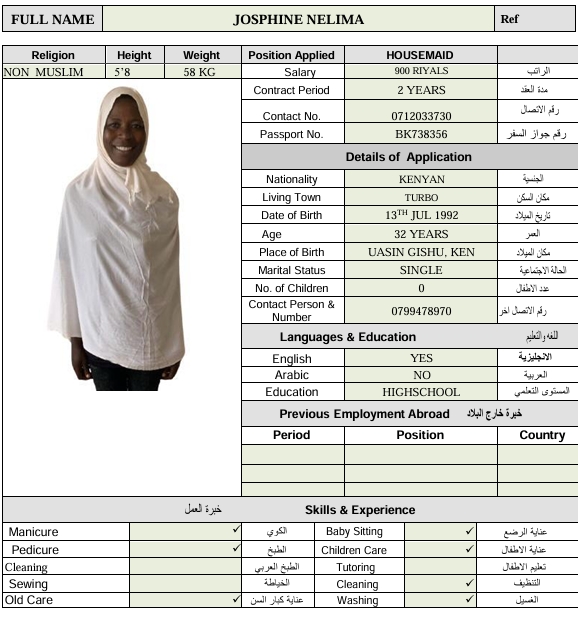 FULL NAME JOSPHINE NELIMA Ref
Religion Height Weight Position Applied HOUSEMAID
NON MUSLIM 5’8 58 KG Salary 900 RIYALS الراتب
Contract Period 2 YEARS مدة العقد
Contact No. 0712033730 رقم الاتصال
Passport No. BK738356 رقم جواز السفر
Details of Application
Nationality KENYAN الجنسية
Living Town TURBO مكان السكن
Date of Birth 13TH JUL 1992 تاريخ الميلاد
Age 32 YEARS العمر
Place of Birth UASIN GISHU, KEN مكان الميلاد
Marital Status SINGLE الحالة الاجتماعية
No. of Children 0 عدد الاطفال
Contact Person & Number 0799478970 رقم الاتصال اخر
Languages & Education اللغه والتعليم
English YES الانجليزية
Arabic NO العربية
Education HIGHSCHOOL المستوى التعلمي
Previous Employment Abroad خبرة خارج البلاد
Period Position Country
خبرة العمل Skills & Experience
Manicure ✓ الكوي Baby Sitting ✓ عناية الرضع
Pedicure ✓ الطبخ Children Care ✓ عناية الاطفال
Cleaning الطبخ العربي Tutoring تعليم الاطفال
Sewing الخياطة Cleaning ✓ التنظيف
Old Care ✓ عناية كبار السن Washing ✓ الغسيل